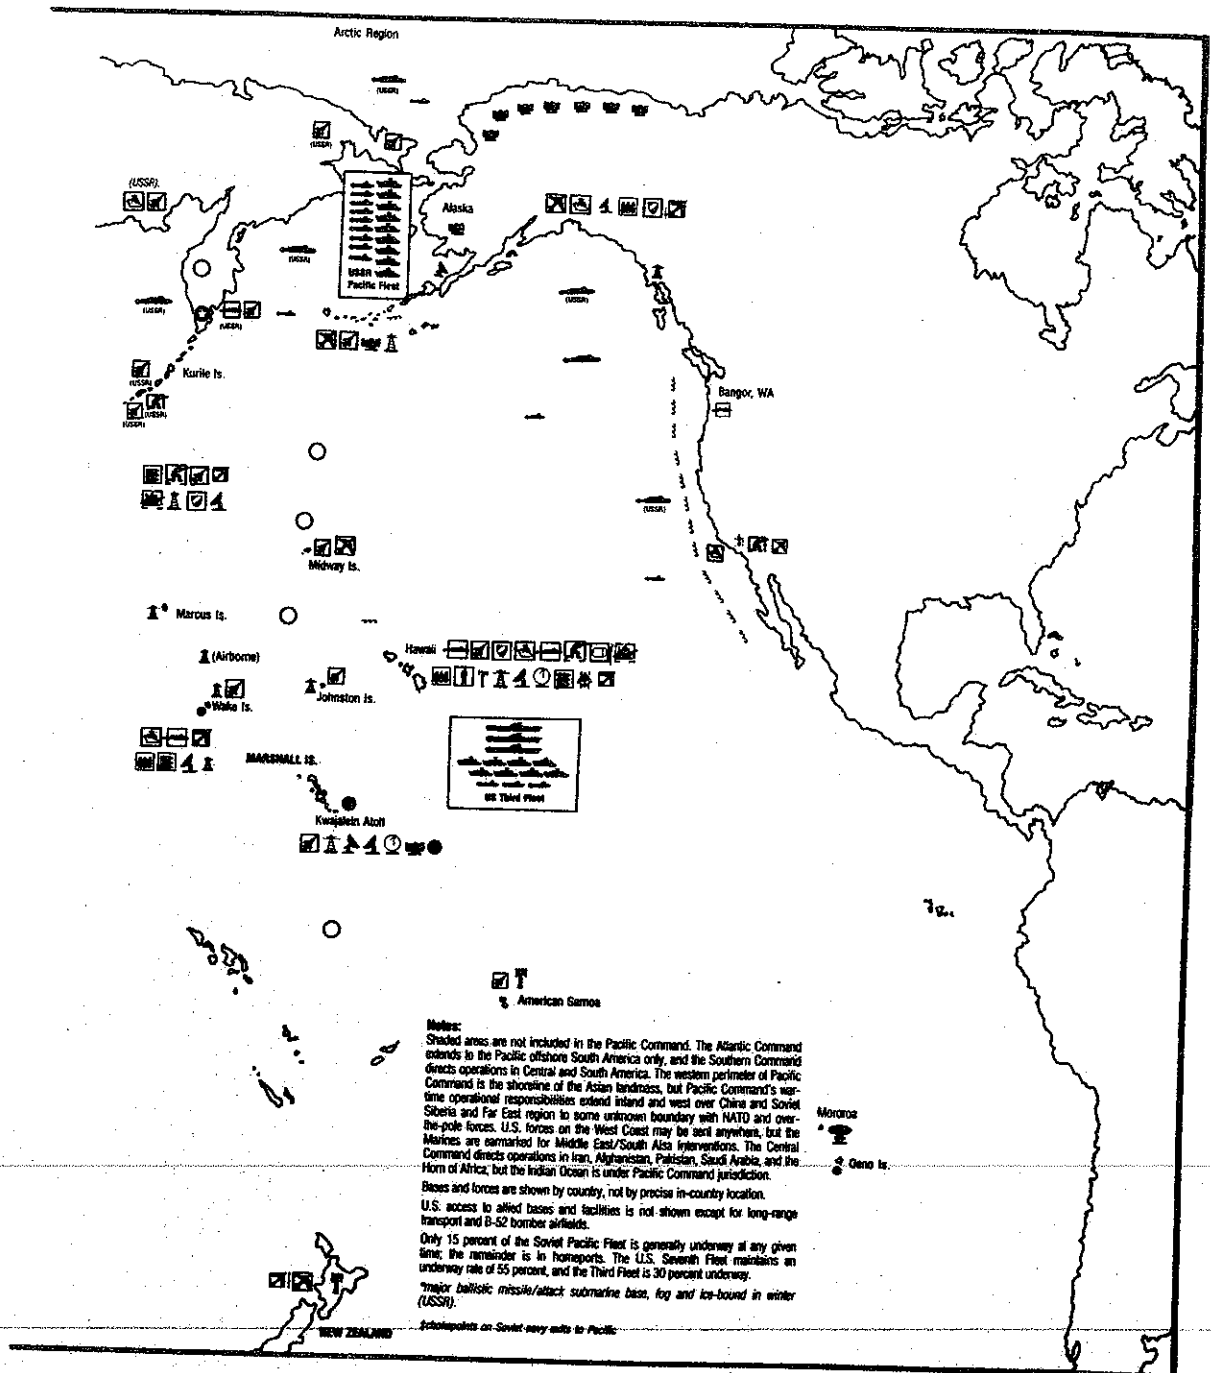 Arctic Region
(USSR)
(USSR)
(USSR).
Alaska
(USSR)
USSR
Pacific Fleet
(USSR)
(USSR)
(USSR)
Kurile Is.
(USSR)
(USSR)
(USSR)
Bangor, WA
(USSR)
Midway Is.
Marcus Is.
(Airborne)
Hawaii
Johnston Is.
Wake Is.
MARSHALL IS.
US Third Fleet
Kwajalein Atoll
American Samoa
Notes:
Shaded areas are not included in the Pacific Command. The Atlantic Command
extends to the Pacific offshore South America only, and the Southern Command
directs operations in Central and South America. The western perimeter of Pacific
Command is the shoreline of the Asian landmass, but Pacific Command's war-
time operational responsibilities extend inland and west over China and Soviet
Siberia and Far East region to some unknown boundary with NATO and over-
the-pole forces. U.S. forces on the West Coast may be sent anywhere, but the
Marines are earmarked for Middle East/South Aisa interventions. The Central
Command directs operations in Iran, Afghanistan, Pakistan, Saudi Arabia, and the
Horn of Africa, but the Indian Ocean is under Pacific Command jurisdiction.
Bases and forces are shown by country, not by precise in-country location.
U.S. access to allied bases and facilities is not shown except for long-range
transport and B-52 bomber airfields.
Only 15 percent of the Soviet Pacific Fleet is generally underway at any given
time; the remainder is in homeports. The U.S. Seventh Fleet maintains an
underway rate of 55 percent, and the Third Fleet is 30 percent underway.
*major ballistic missile/attack submarine base, fog and ice-bound in winter
(USSR).
‡chokepoints on Soviet navy exits to Pacific
Mororoa
Oeno Is.
NEW ZEALAND